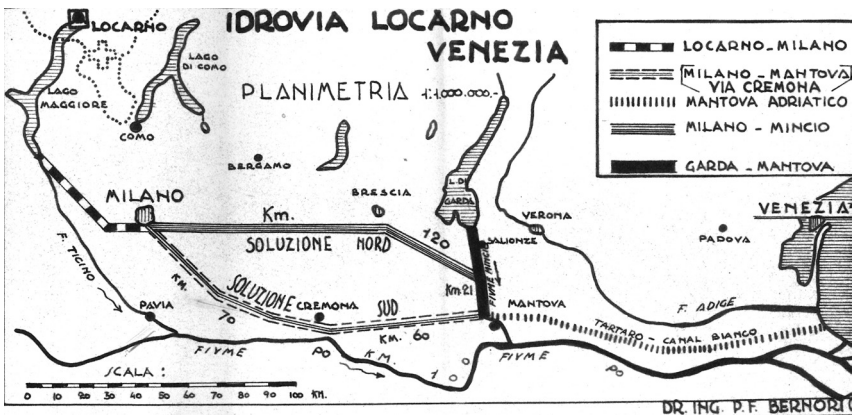 IDROVIA LOCARNO
VENEZIA
PLANIMETRIA 1:1.000.000.-
LOCARNO
LAGO MAGGIORE
LAGO DI COMO
COMO
BERGAMO
BRESCIA
L. DI GARDA
VERONA
VENEZIA
PADOVA
MILANO
Km.
120
SOLUZIONE NORD
SALIONZE
FIUME MINCIO
Km. 21
F. TICINO
KM.
70
SOLUZIONE SUD
CREMONA
KM. 60
MANTOVA
PAVIA
F. ADIGE
TARTARO - CANAL BIANCO
FIUME PO
KM. 100
FIUME PO
SCALA:
0 10 20 30 40 50 60 70 80 90 100 KM.
LOCARNO-MILANO
MILANO-MANTOVA
VIA CREMONA
MANTOVA ADRIATICO
MILANO - MINCIO
GARDA-MANTOVA
DR. ING. P.F. BERNORIO